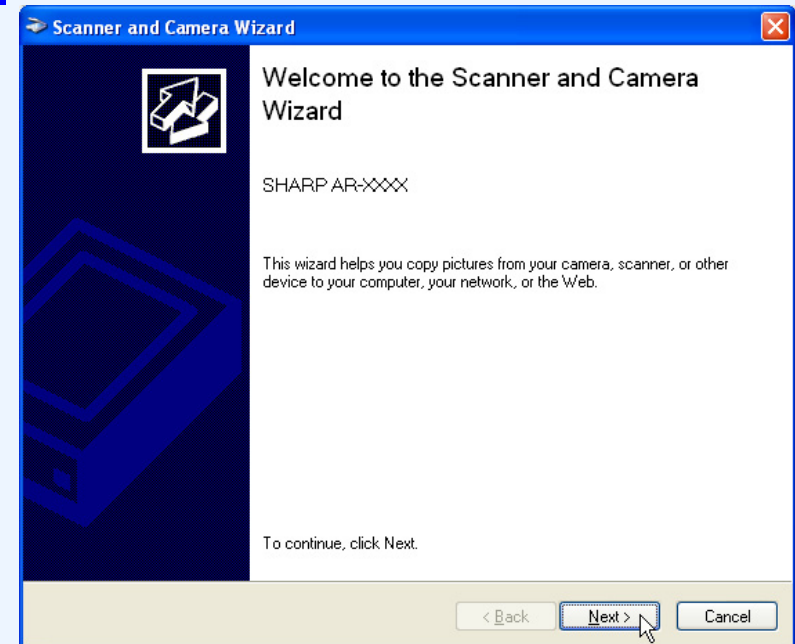 Scanner and Camera Wizard
Welcome to the Scanner and Camera
Wizard
SHARP AR-XXXX
This wizard helps you copy pictures from your camera, scanner, or other
device to your computer, your network, or the Web.
To continue, click Next.
< Back Next > Cancel